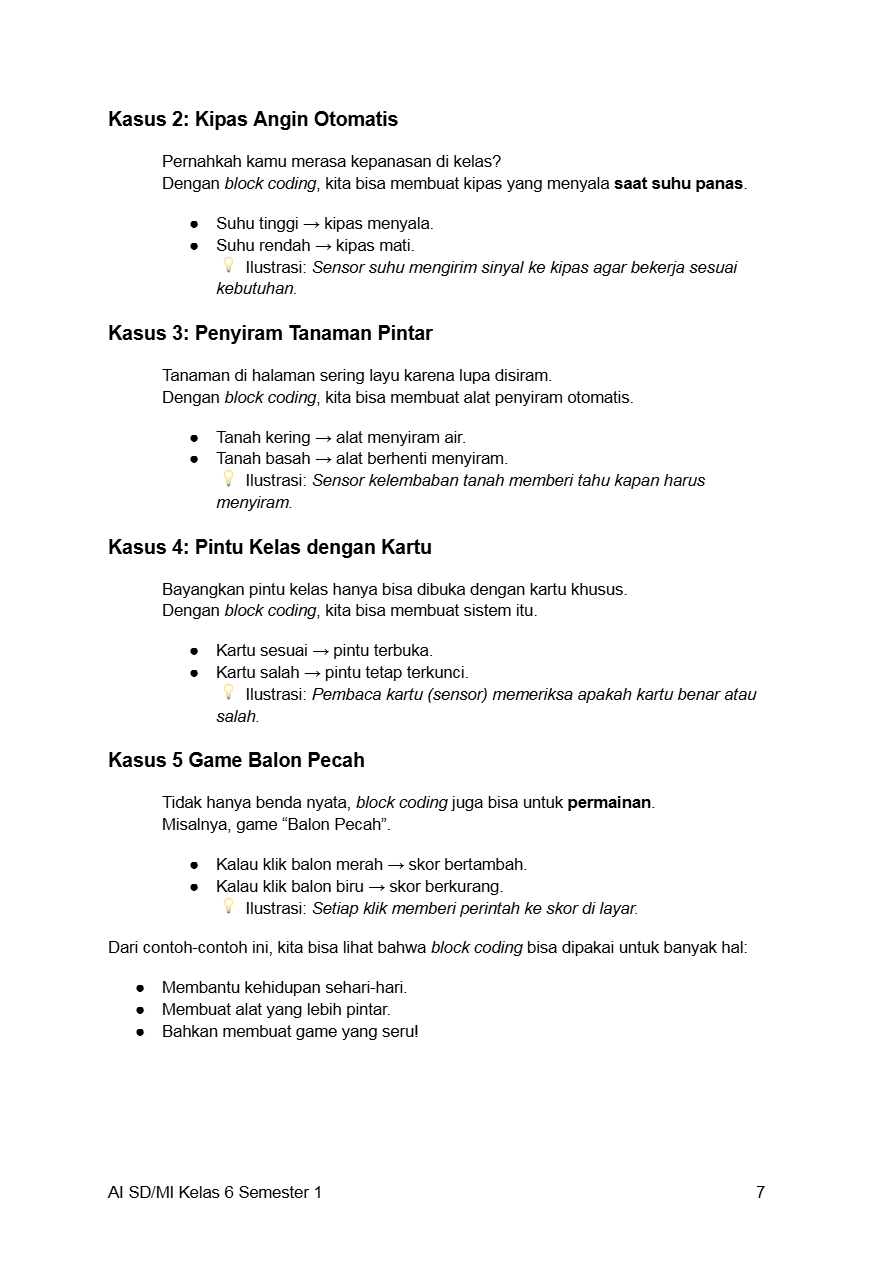 Kasus 2: Kipas Angin Otomatis
Pernahkah kamu merasa kepanasan di kelas?
Dengan block coding, kita bisa membuat kipas yang menyala saat suhu panas.
● Suhu tinggi → kipas menyala.
● Suhu rendah → kipas mati.
💡 Ilustrasi: Sensor suhu mengirim sinyal ke kipas agar bekerja sesuai
kebutuhan.
Kasus 3: Penyiram Tanaman Pintar
Tanaman di halaman sering layu karena lupa disiram.
Dengan block coding, kita bisa membuat alat penyiram otomatis.
● Tanah kering → alat menyiram air.
● Tanah basah → alat berhenti menyiram.
💡 Ilustrasi: Sensor kelembaban tanah memberi tahu kapan harus
menyiram.
Kasus 4: Pintu Kelas dengan Kartu
Bayangkan pintu kelas hanya bisa dibuka dengan kartu khusus.
Dengan block coding, kita bisa membuat sistem itu.
● Kartu sesuai → pintu terbuka.
● Kartu salah → pintu tetap terkunci.
💡 Ilustrasi: Pembaca kartu (sensor) memeriksa apakah kartu benar atau
salah.
Kasus 5 Game Balon Pecah
Tidak hanya benda nyata, block coding juga bisa untuk permainan.
Misalnya, game “Balon Pecah”.
● Kalau klik balon merah → skor bertambah.
● Kalau klik balon biru → skor berkurang.
💡 Ilustrasi: Setiap klik memberi perintah ke skor di layar.
Dari contoh-contoh ini, kita bisa lihat bahwa block coding bisa dipakai untuk banyak hal:
● Membantu kehidupan sehari-hari.
● Membuat alat yang lebih pintar.
● Bahkan membuat game yang seru!
AI SD/MI Kelas 6 Semester 1 7